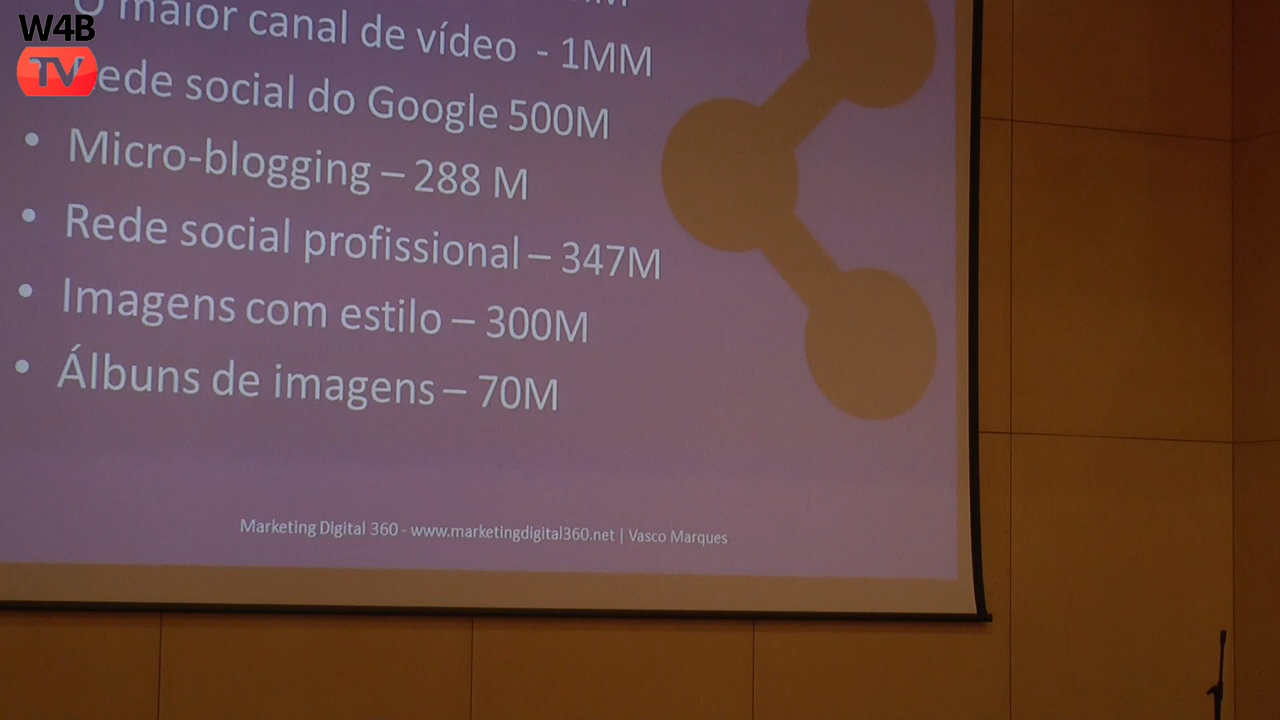 W4B
TV
O maior canal de vídeo - 1MM
ede social do Google 500M
• Micro-blogging – 288 M
• Rede social profissional – 347M
• Imagens com estilo – 300M
• Álbuns de imagens – 70M
Marketing Digital 360 - www.marketingdigital360.net | Vasco Marques